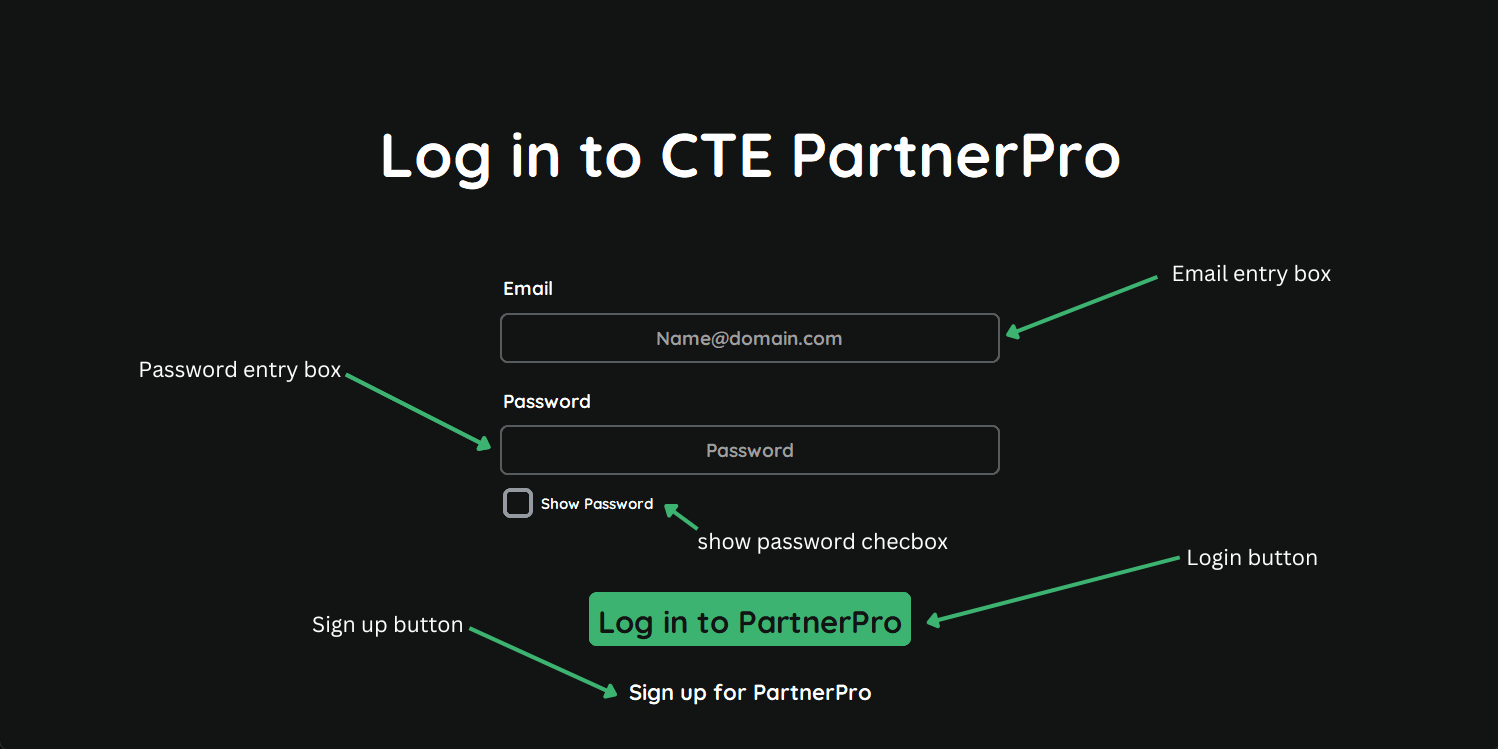 Log in to CTE PartnerPro
Email entry box
Email
Name@domain.com
Password entry box
Password
Password
Show Password
show password checbox
Login button
Log in to PartnerPro
Sign up button
Sign up for PartnerPro